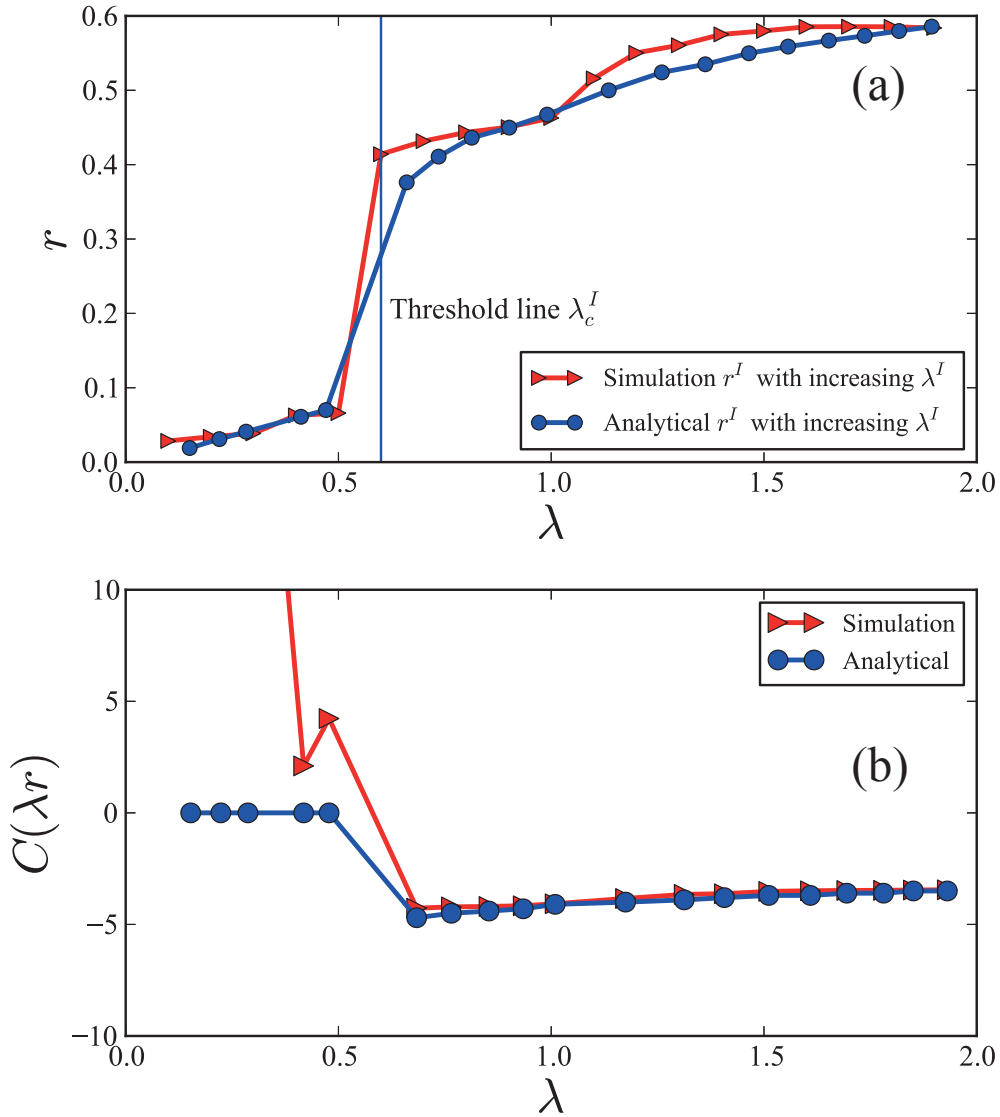 0.6
(a)
0.5
0.4
0.3
r
0.2
Threshold line λ_c^I
0.1
Simulation r^I with increasing λ^I
Analytical r^I with increasing λ^I
0.0
0.0 0.5 1.0 1.5 2.0
λ
10
Simulation
Analytical
5
(b)
0
C(λr)
−5
−10
0.0 0.5 1.0 1.5 2.0
λ